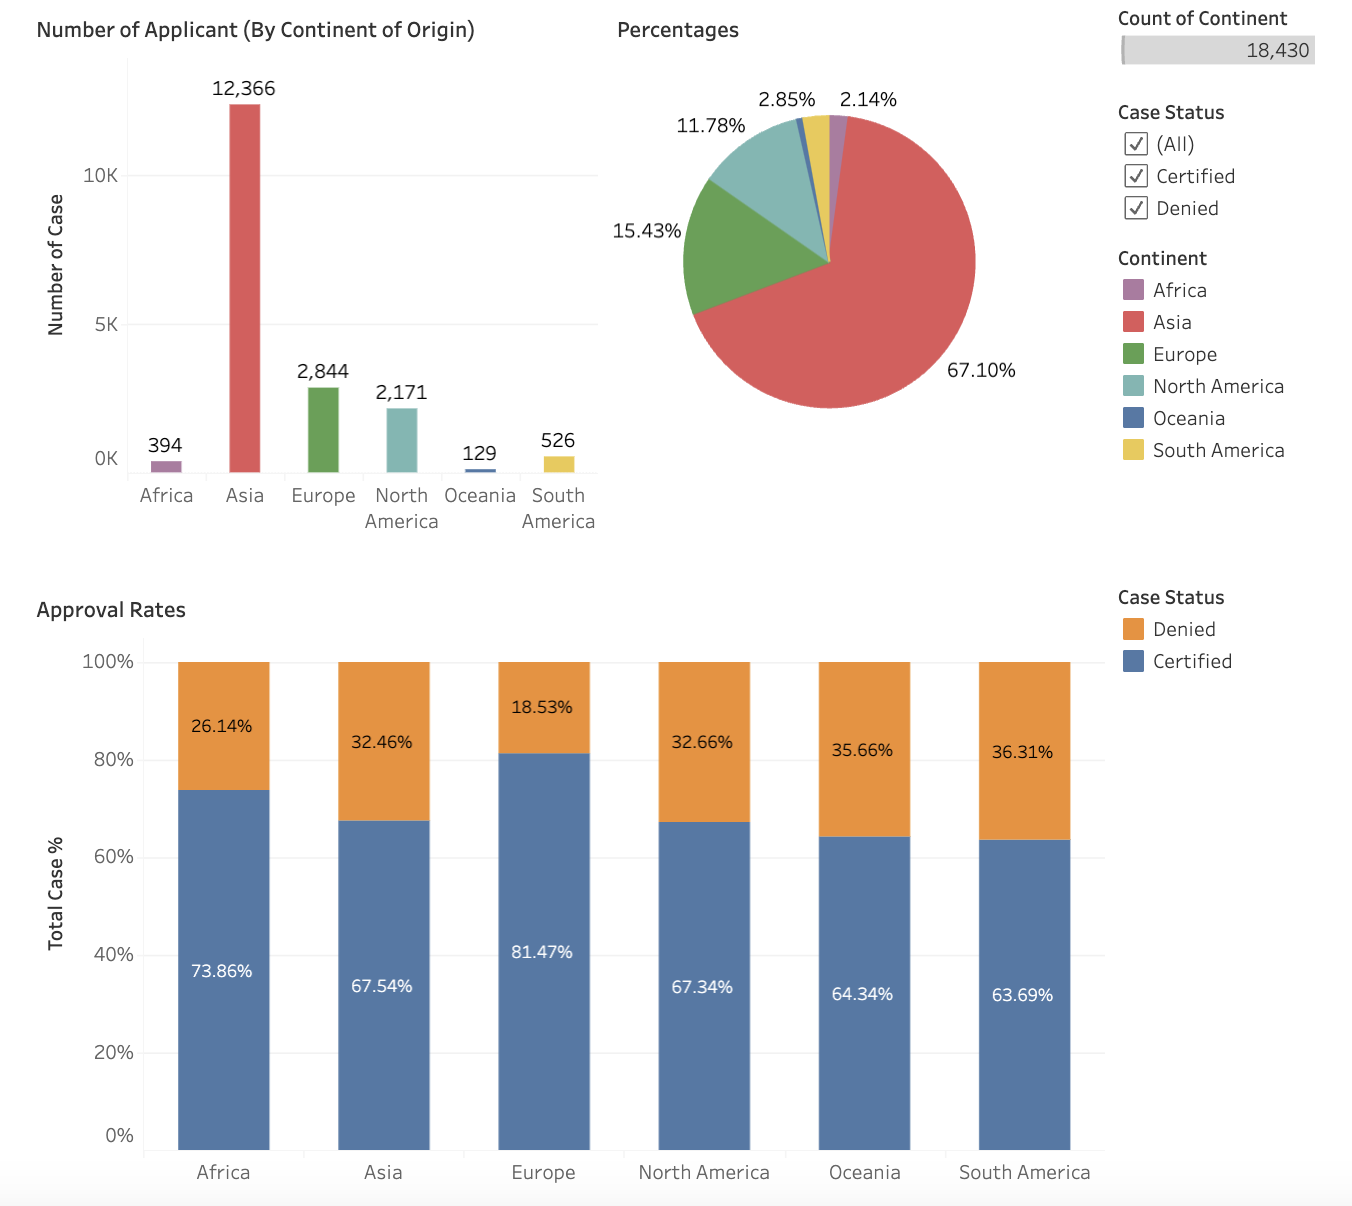 Number of Applicant (By Continent of Origin)
Number of Case
10K
5K
0K
394
12,366
2,844
2,171
129
526
Africa
Asia
Europe
North
America
Oceania
South
America
Percentages
2.85%
2.14%
11.78%
15.43%
67.10%
Count of Continent
18,430
Case Status
(All)
Certified
Denied
Continent
Africa
Asia
Europe
North America
Oceania
South America
Approval Rates
Total Case %
100%
80%
60%
40%
20%
0%
26.14%
32.46%
18.53%
32.66%
35.66%
36.31%
73.86%
67.54%
81.47%
67.34%
64.34%
63.69%
Africa
Asia
Europe
North America
Oceania
South America
Case Status
Denied
Certified